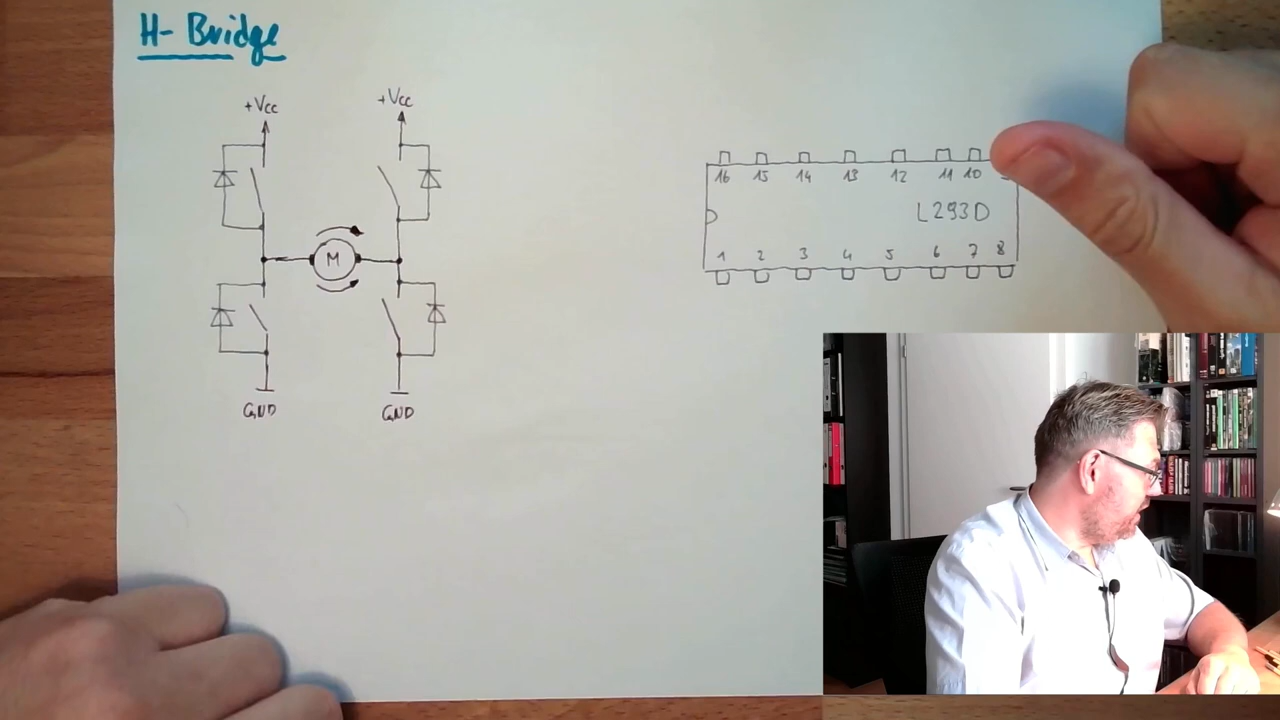 H- Bridge
+Vcc +Vcc
M
GND GND
16 15 14 13 12 11 10
L293D
1 2 3 4 5 6 7 8